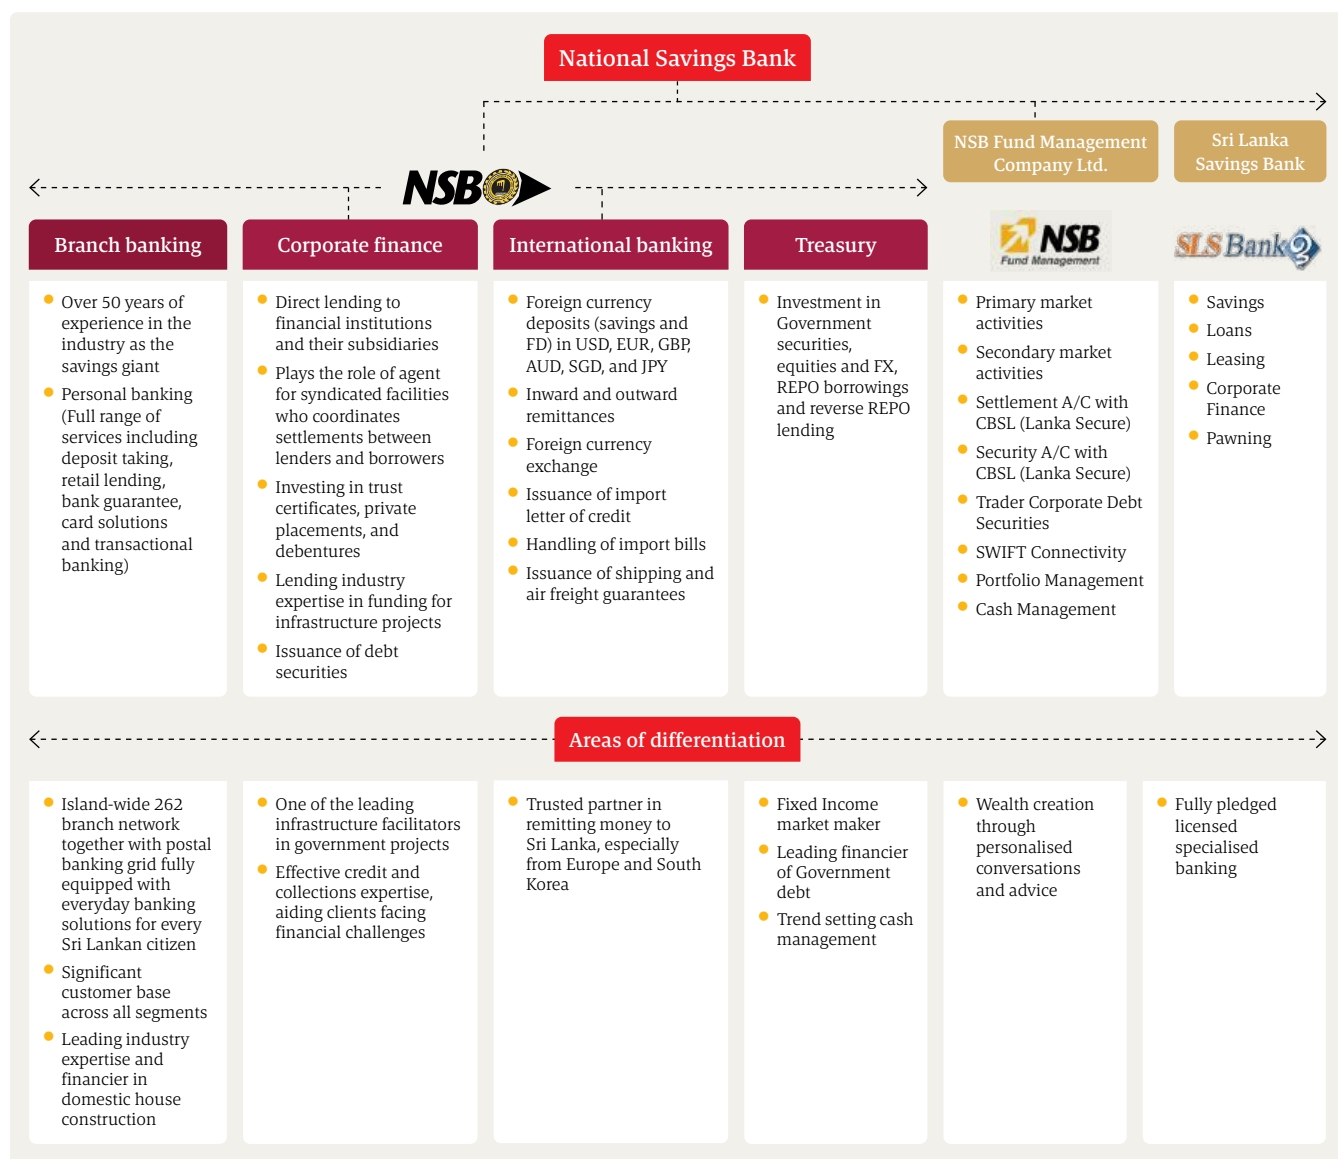 National Savings Bank
NSB Fund Management
Company Ltd.
Sri Lanka
Savings Bank
NSB
Branch banking
Corporate finance
International banking
Treasury
NSB
Fund Management
SLS Bank
Over 50 years of
experience in the
industry as the
savings giant
Personal banking
(Full range of
services including
deposit taking,
retail lending,
bank guarantee,
card solutions
and transactional
banking)
Direct lending to
financial institutions
and their subsidiaries
Plays the role of agent
for syndicated facilities
who coordinates
settlements between
lenders and borrowers
Investing in trust
certificates, private
placements, and
debentures
Lending industry
expertise in funding for
infrastructure projects
Issuance of debt
securities
Foreign currency
deposits (savings and
FD) in USD, EUR, GBP,
AUD, SGD, and JPY
Inward and outward
remittances
Foreign currency
exchange
Issuance of import
letter of credit
Handling of import bills
Issuance of shipping and
air freight guarantees
Investment in
Government
securities,
equities and FX,
REPO borrowings
and reverse REPO
lending
Primary market
activities
Secondary market
activities
Settlement A/C with
CBSL (Lanka Secure)
Security A/C with
CBSL (Lanka Secure)
Trader Corporate Debt
Securities
SWIFT Connectivity
Portfolio Management
Cash Management
Savings
Loans
Leasing
Corporate
Finance
Pawning
Areas of differentiation
Island-wide 262
branch network
together with postal
banking grid fully
equipped with
everyday banking
solutions for every
Sri Lankan citizen
Significant
customer base
across all segments
Leading industry
expertise and
financier in
domestic house
construction
One of the leading
infrastructure facilitators
in government projects
Effective credit and
collections expertise,
aiding clients facing
financial challenges
Trusted partner in
remitting money to
Sri Lanka, especially
from Europe and South
Korea
Fixed Income
market maker
Leading financier
of Government
debt
Trend setting cash
management
Wealth creation
through
personalised
conversations
and advice
Fully pledged
licensed
specialised
banking